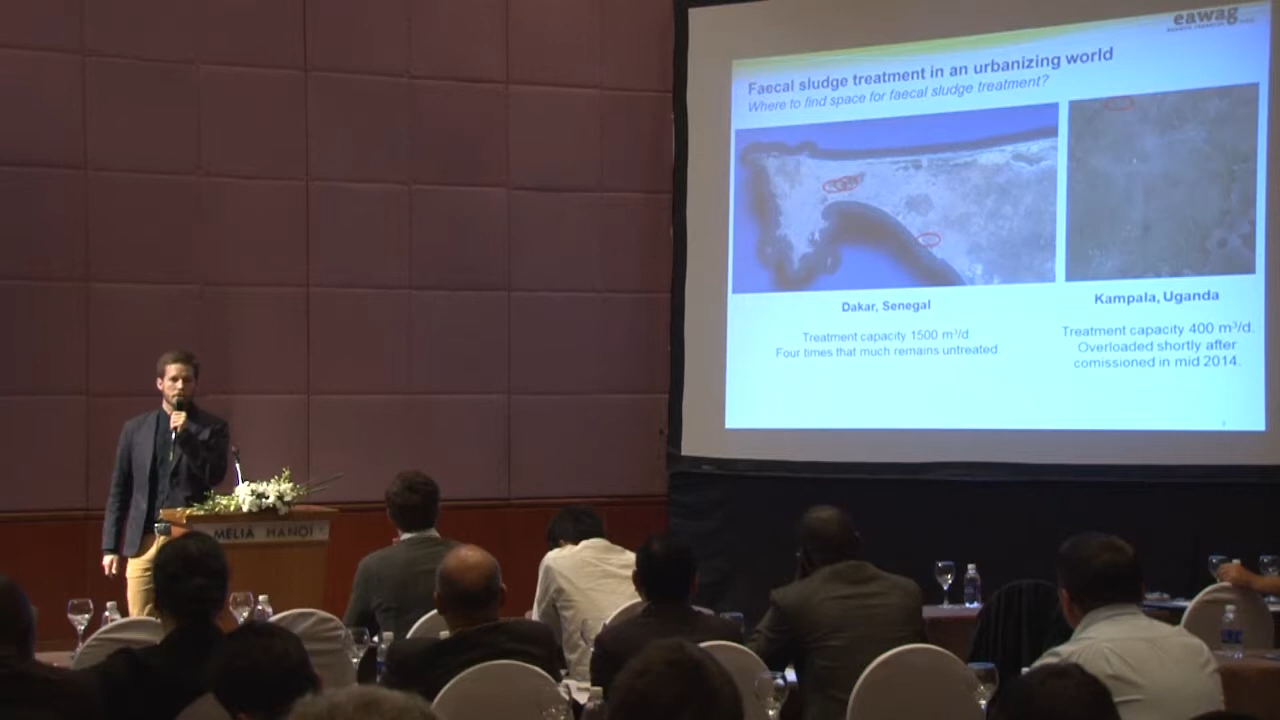 eawag
Faecal sludge treatment in an urbanizing world
Where to find space for faecal sludge treatment?
Dakar, Senegal
Treatment capacity 1500 m³/d
Four times that much remains untreated.
Kampala, Uganda
Treatment capacity 400 m³/d.
Overloaded shortly after
comissioned in mid 2014.
MELIÁ HANOI